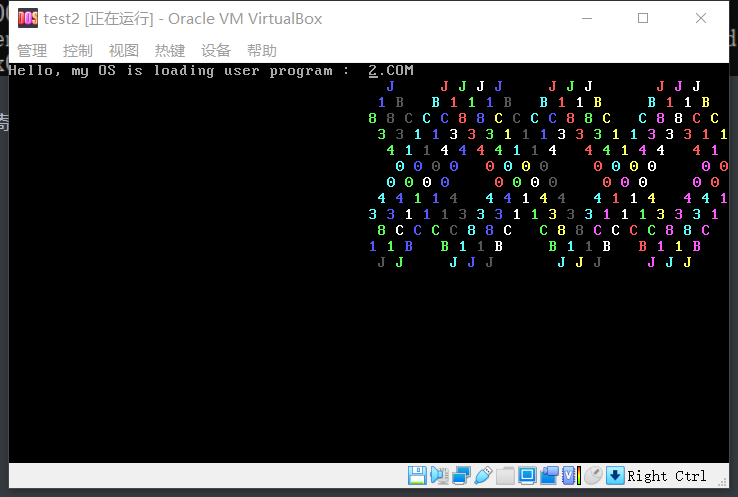 test2 [正在运行] - Oracle VM VirtualBox
管理 控制 视图 热键 设备 帮助
Hello, my OS is loading user program : 2.COM
J J J J J J J J J J J
1 B B 1 1 1 B B 1 1 B B 1 1 B
8 8 C C C 8 8 C C C C 8 8 C C 8 8 C C
3 3 1 1 3 3 3 1 1 1 3 3 3 1 1 3 3 3 1 1
4 1 1 4 4 4 4 1 1 4 4 1 1 4 4 1
0 0 0 0 0 0 0 0 0 0 0 0 0 0
0 0 0 0 0 0 0 0 0 0 0 0 0
4 4 1 1 4 4 4 1 1 4 4 4 1 1 4 4 4 1
3 3 1 1 1 3 3 3 1 1 3 3 3 1 1 1 3 3 3 1
8 C C C C 8 8 C C 8 8 C C C C 8 8 C
1 1 B B 1 1 B B 1 1 B B 1 1 B
J J J J J J J J J J J
Right Ctrl